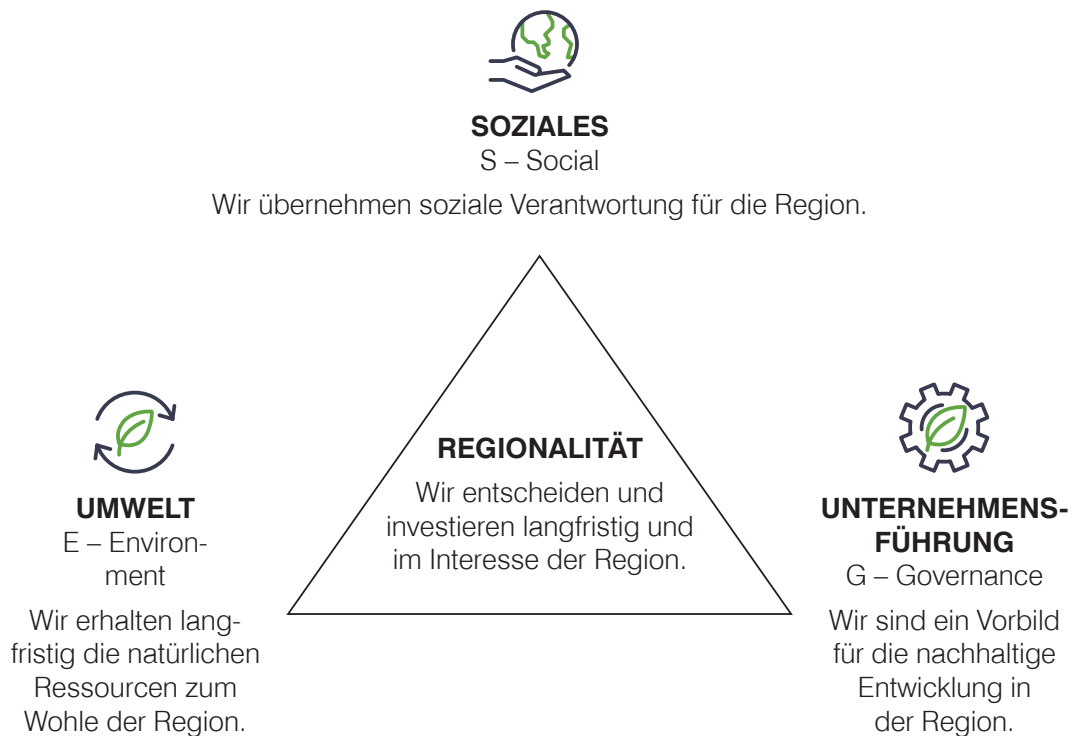 SOZIALES
S – Social
Wir übernehmen soziale Verantwortung für die Region.
REGIONALITÄT
Wir entscheiden und
investieren langfristig und
im Interesse der Region.
UMWELT
E – Environ-
ment
Wir erhalten lang-
fristig die natürlichen
Ressourcen zum
Wohle der Region.
UNTERNEHMENS-
FÜHRUNG
G – Governance
Wir sind ein Vorbild
für die nachhaltige
Entwicklung in
der Region.